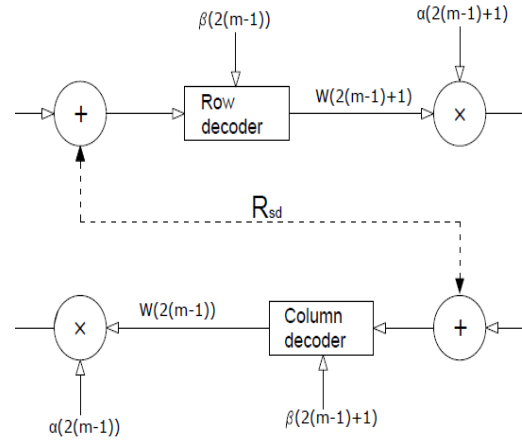 β(2(m-1))
α(2(m-1)+1)
+
Row
decoder
W(2(m-1)+1)
×
Rsd
×
W(2(m-1))
Column
decoder
+
α(2(m-1))
β(2(m-1)+1)